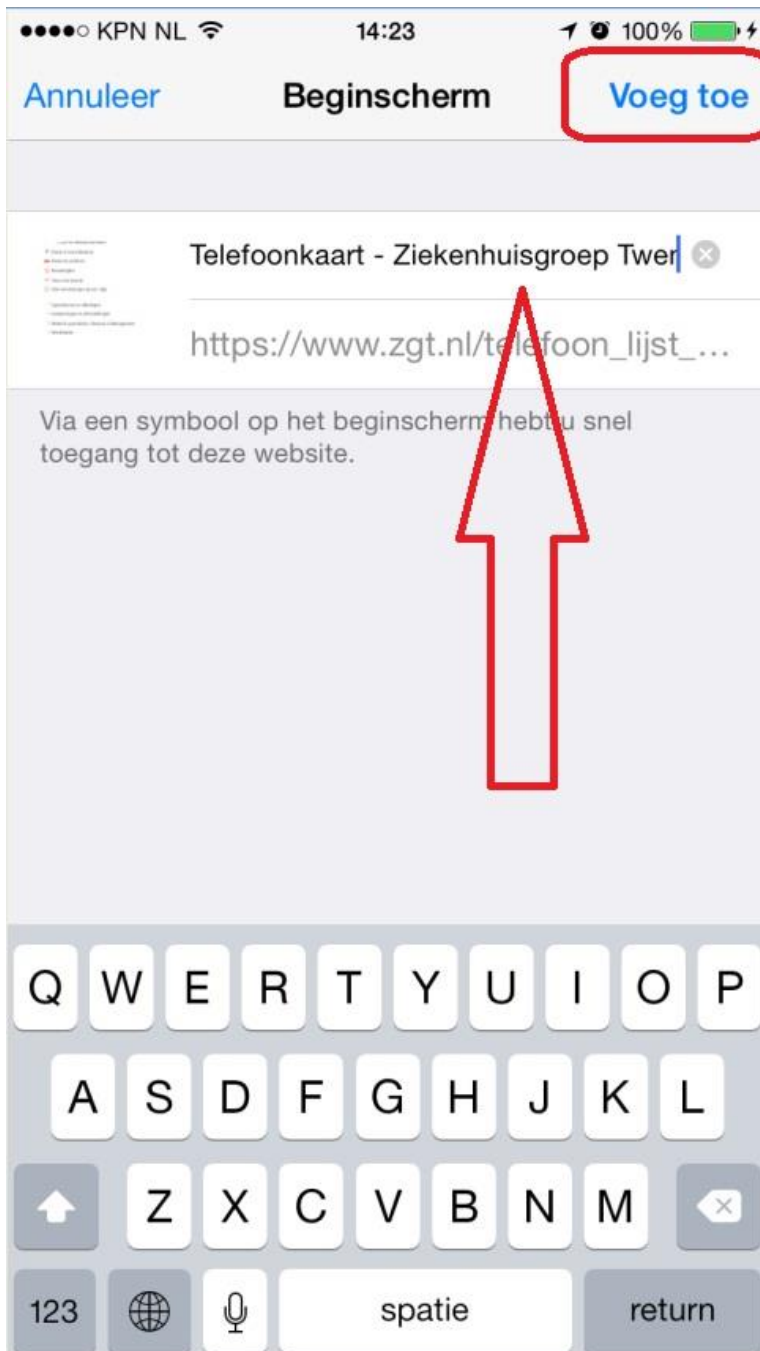 KPN NL 14:23 100%
Annuleer Beginscherm Voeg toe
Telefoonkaart - Ziekenhuisgroep Twer
https://www.zgt.nl/telefoon_lijst_...
Via een symbool op het beginscherm hebt u snel
toegang tot deze website.
Q W E R T Y U I O P
A S D F G H J K L
Z X C V B N M
123 spatie return